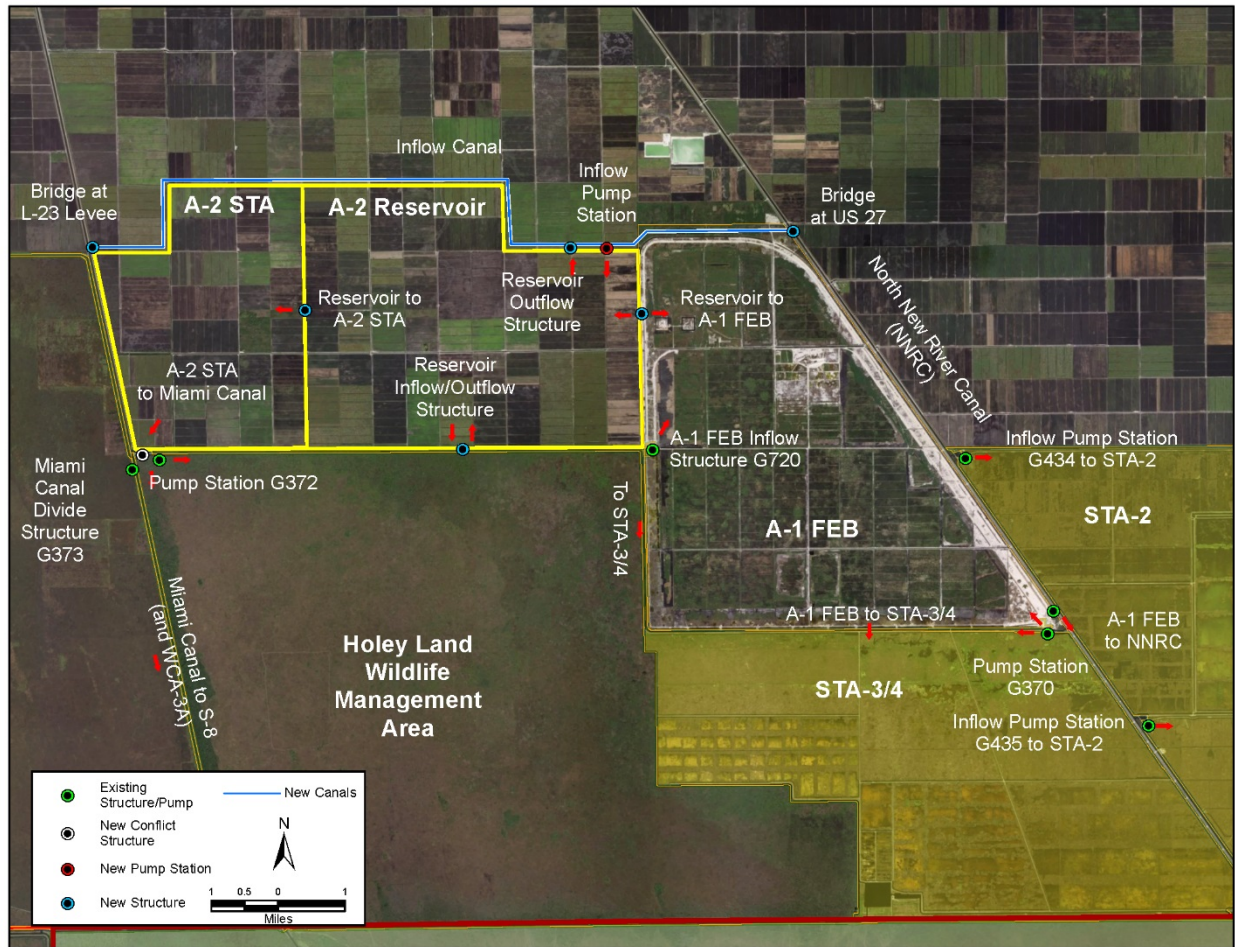 Inflow Canal
Inflow
Pump
Station
Bridge at
L-23 Levee
A-2 STA
A-2 Reservoir
Bridge
at US 27
Reservoir
Outflow
Structure
Reservoir to
A-2 STA
Reservoir to
A-1 FEB
North New River Canal
(NNRC)
A-2 STA
to Miami Canal
Reservoir
Inflow/Outflow
Structure
A-1 FEB Inflow
Structure G720
Inflow Pump Station
G434 to STA-2
Miami
Canal
Divide
Structure
G373
Pump Station G372
To STA-3/4
A-1 FEB
STA-2
Miami Canal to S-8
(and WCA-3A)
A-1 FEB to STA-3/4
A-1 FEB
to NNRC
Holey Land
Wildlife
Management
Area
STA-3/4
Pump Station
G370
Inflow Pump Station
G435 to STA-2
Existing
Structure/Pump
New Canals
New Conflict
Structure
N
New Pump Station
New Structure
1 0.5 0 1
Miles